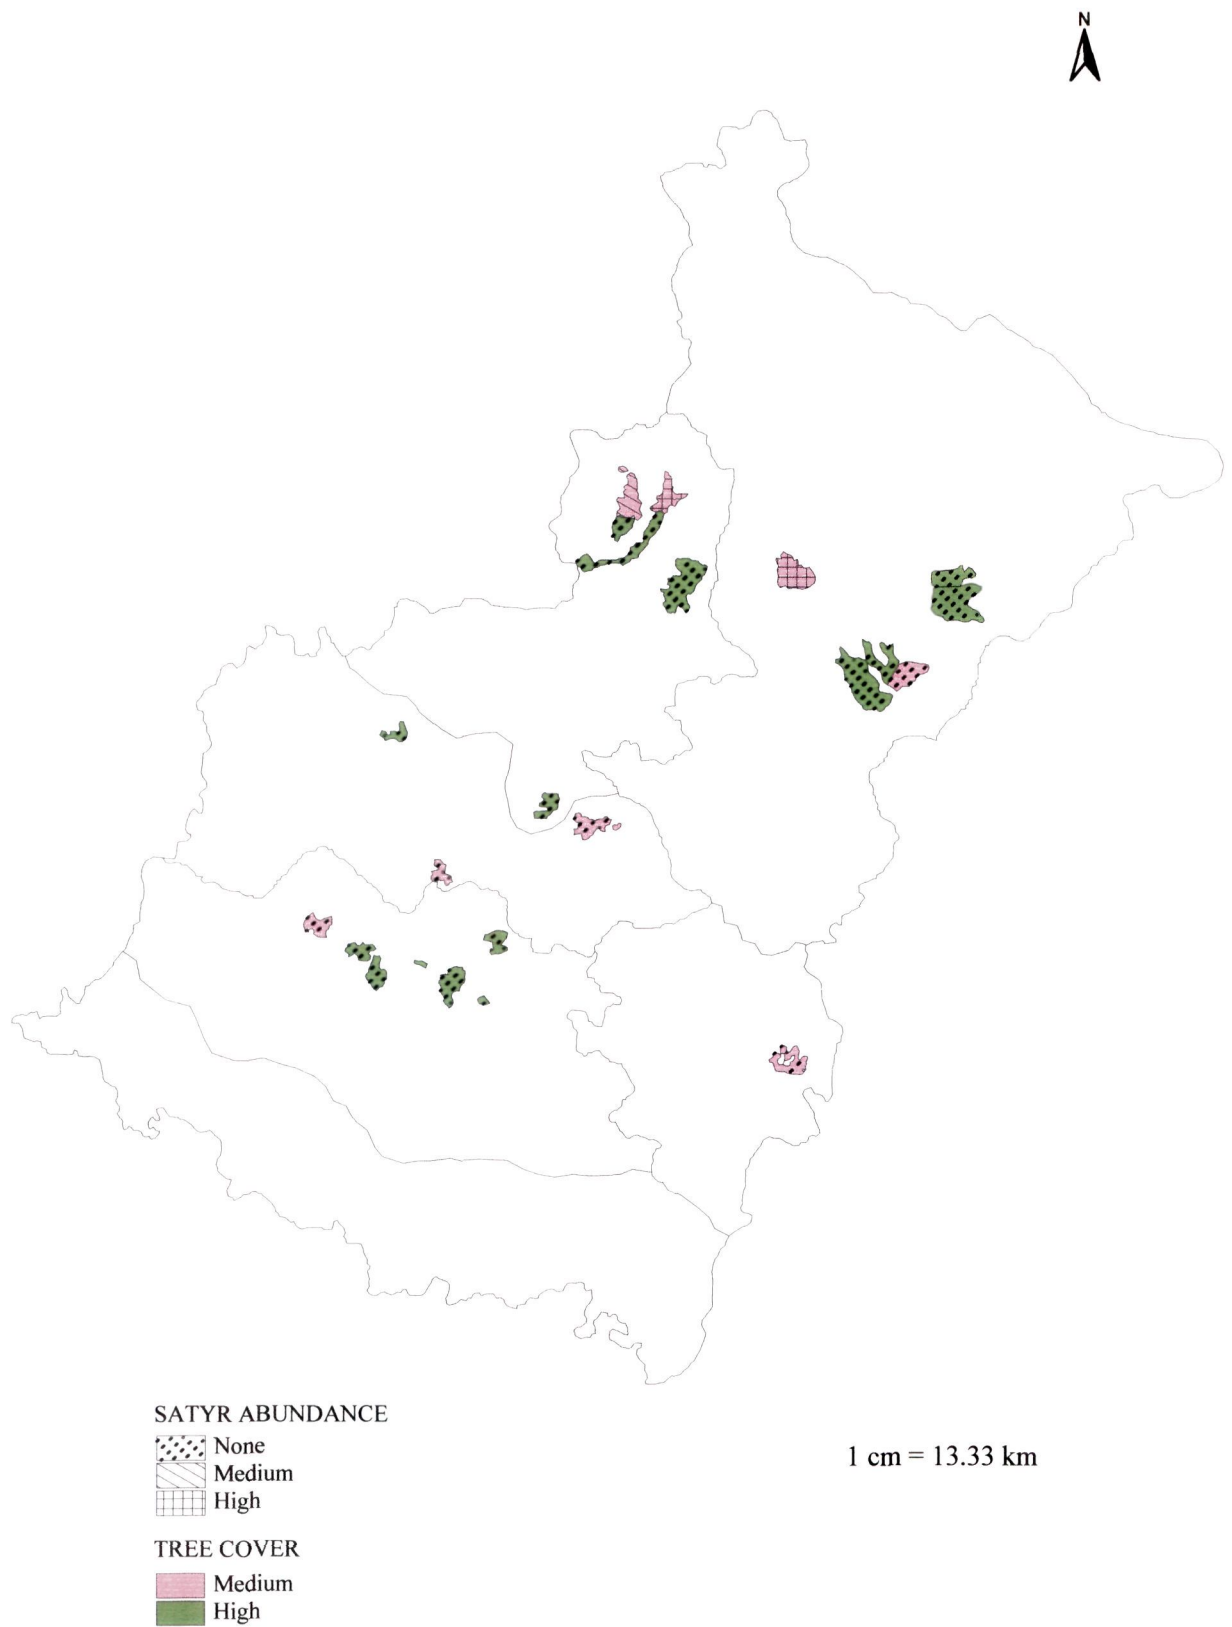 N
SATYR ABUNDANCE
None
Medium
High
1 cm = 13.33 km
TREE COVER
Medium
High